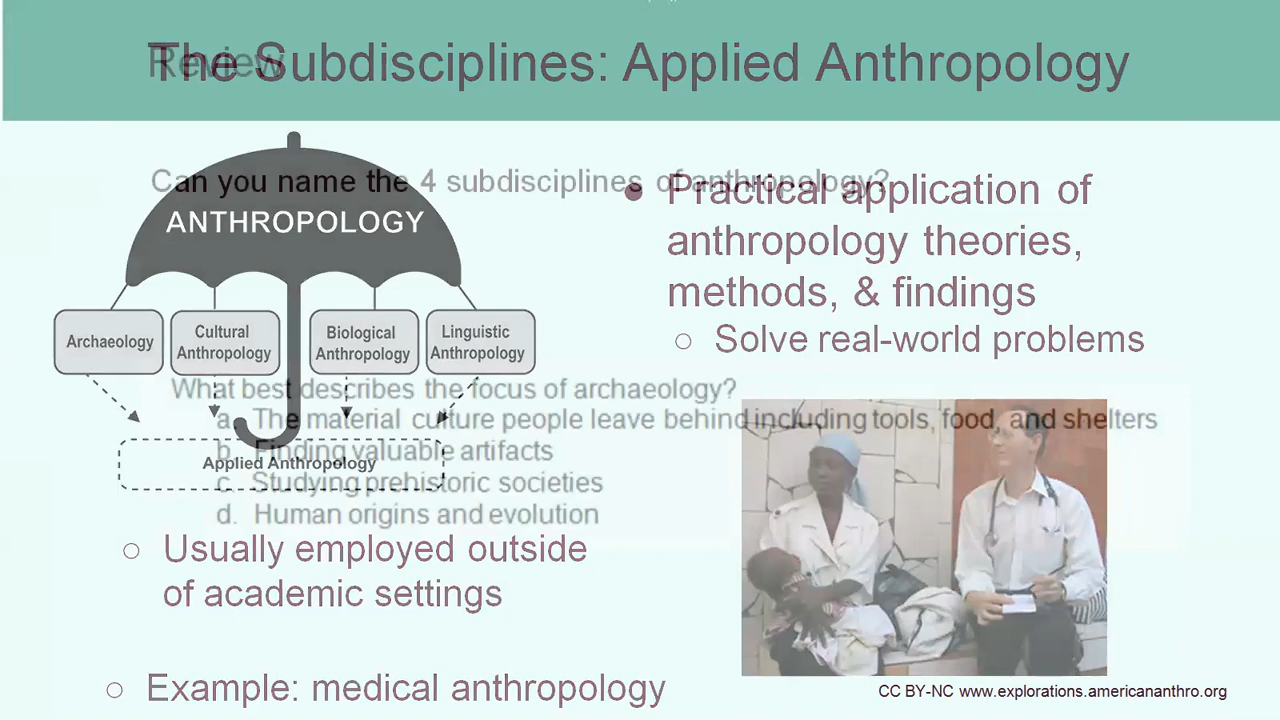 The Subdisciplines: Applied Anthropology
Review
Can you name the 4 subdisciplines of anthropology?
ANTHROPOLOGY
Archaeology
Cultural
Anthropology
Biological
Anthropology
Linguistic
Anthropology
Applied Anthropology
● Practical application of
anthropology theories,
methods, & findings
○ Solve real-world problems
What best describes the focus of archaeology?
a. The material culture people leave behind including tools, food, and shelters
b. Finding valuable artifacts
c. Studying prehistoric societies
d. Human origins and evolution
○ Usually employed outside
of academic settings
○ Example: medical anthropology
CC BY-NC www.explorations.americananthro.org